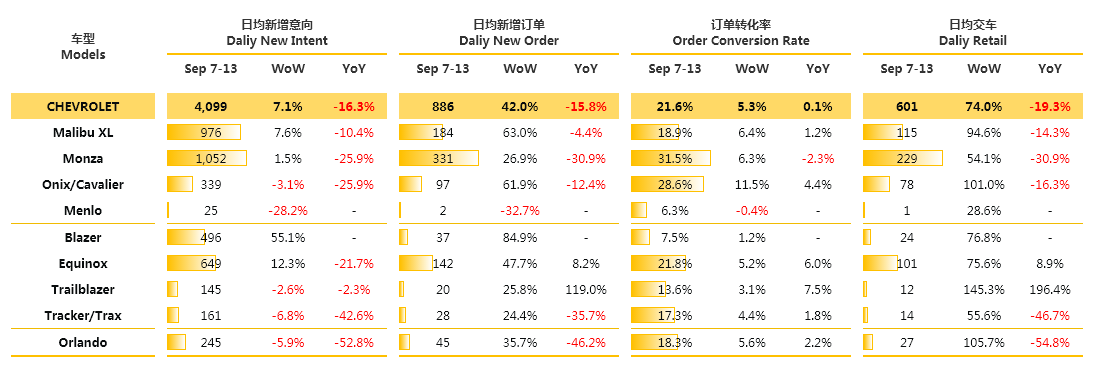 车型
Models
日均新增意向
Daliy New Intent
日均新增订单
Daliy New Order
订单转化率
Order Conversion Rate
日均交车
Daliy Retail
Sep 7-13 WoW YoY Sep 7-13 WoW YoY Sep 7-13 WoW YoY Sep 7-13 WoW YoY
CHEVROLET 4,099 7.1% -16.3% 886 42.0% -15.8% 21.6% 5.3% 0.1% 601 74.0% -19.3%
Malibu XL 976 7.6% -10.4% 184 63.0% -4.4% 18.9% 6.4% 1.2% 115 94.6% -14.3%
Monza 1,052 1.5% -25.9% 331 26.9% -30.9% 31.5% 6.3% -2.3% 229 54.1% -30.9%
Onix/Cavalier 339 -3.1% -25.9% 97 61.9% -12.4% 28.6% 11.5% 4.4% 78 101.0% -16.3%
Menlo 25 -28.2% - 2 -32.7% - 6.3% -0.4% - 1 28.6% -
Blazer 496 55.1% - 37 84.9% - 7.5% 1.2% - 24 76.8% -
Equinox 649 12.3% -21.7% 142 47.7% 8.2% 21.8% 5.2% 6.0% 101 75.6% 8.9%
Trailblazer 145 -2.6% -2.3% 20 25.8% 119.0% 13.6% 3.1% 7.5% 12 145.3% 196.4%
Tracker/Trax 161 -6.8% -42.6% 28 24.4% -35.7% 17.3% 4.4% 1.8% 14 55.6% -46.7%
Orlando 245 -5.9% -52.8% 45 35.7% -46.2% 18.3% 5.6% 2.2% 27 105.7% -54.8%